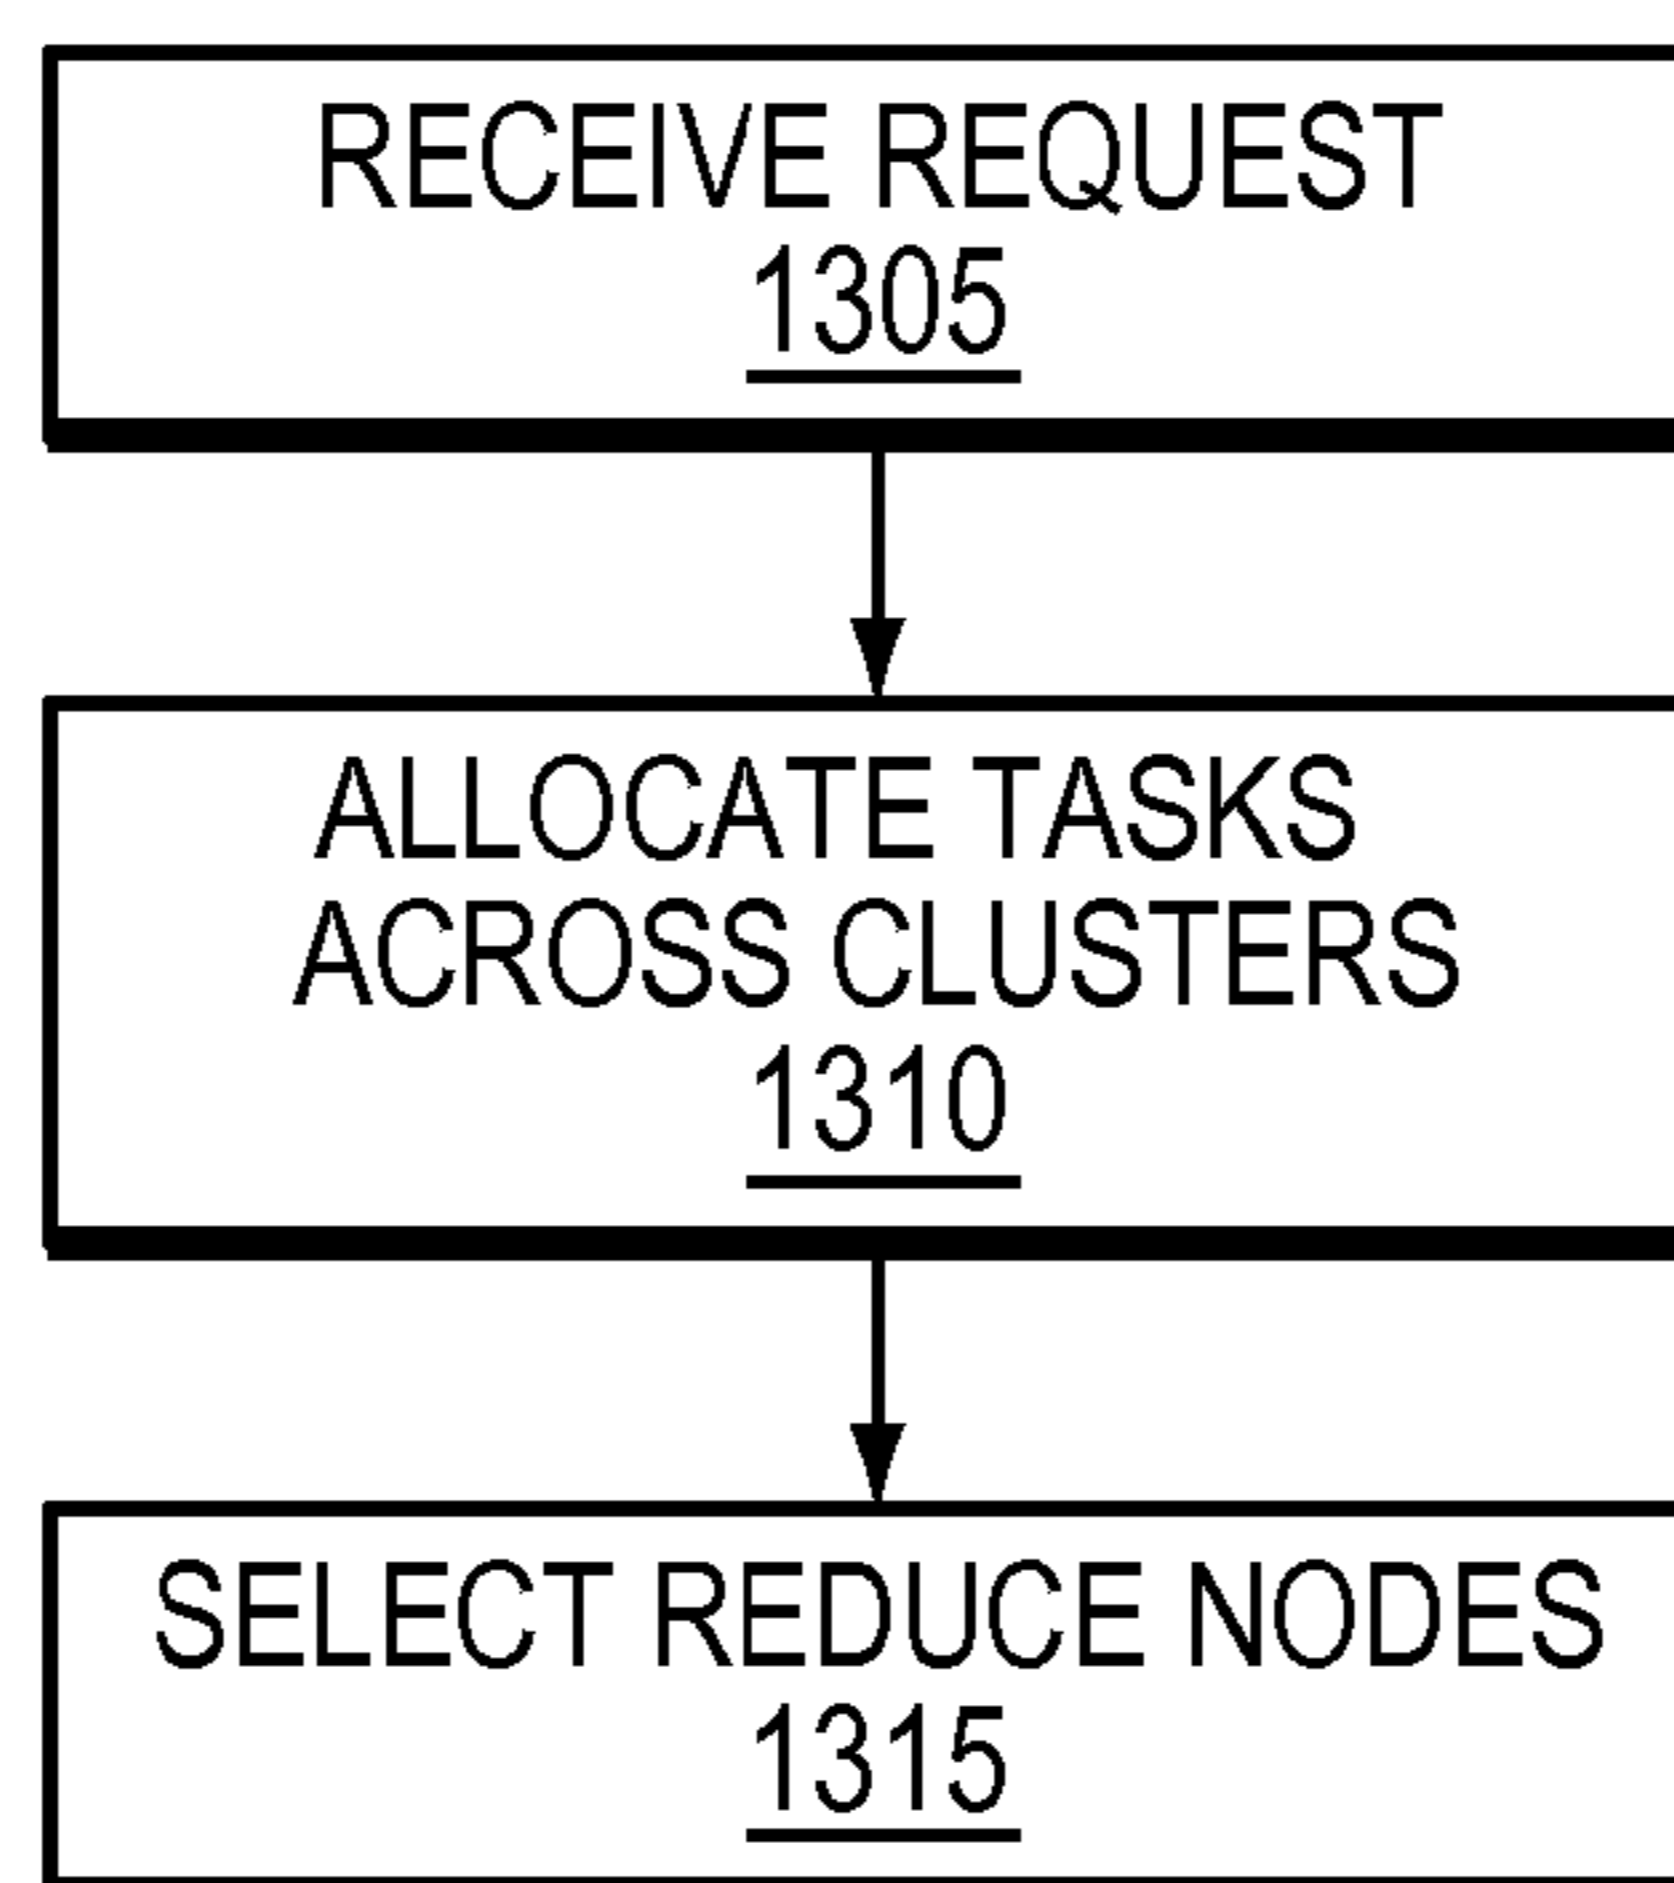 RECEIVE REQUEST
1305
ALLOCATE TASKS
ACROSS CLUSTERS
1310
SELECT REDUCE NODES
1315